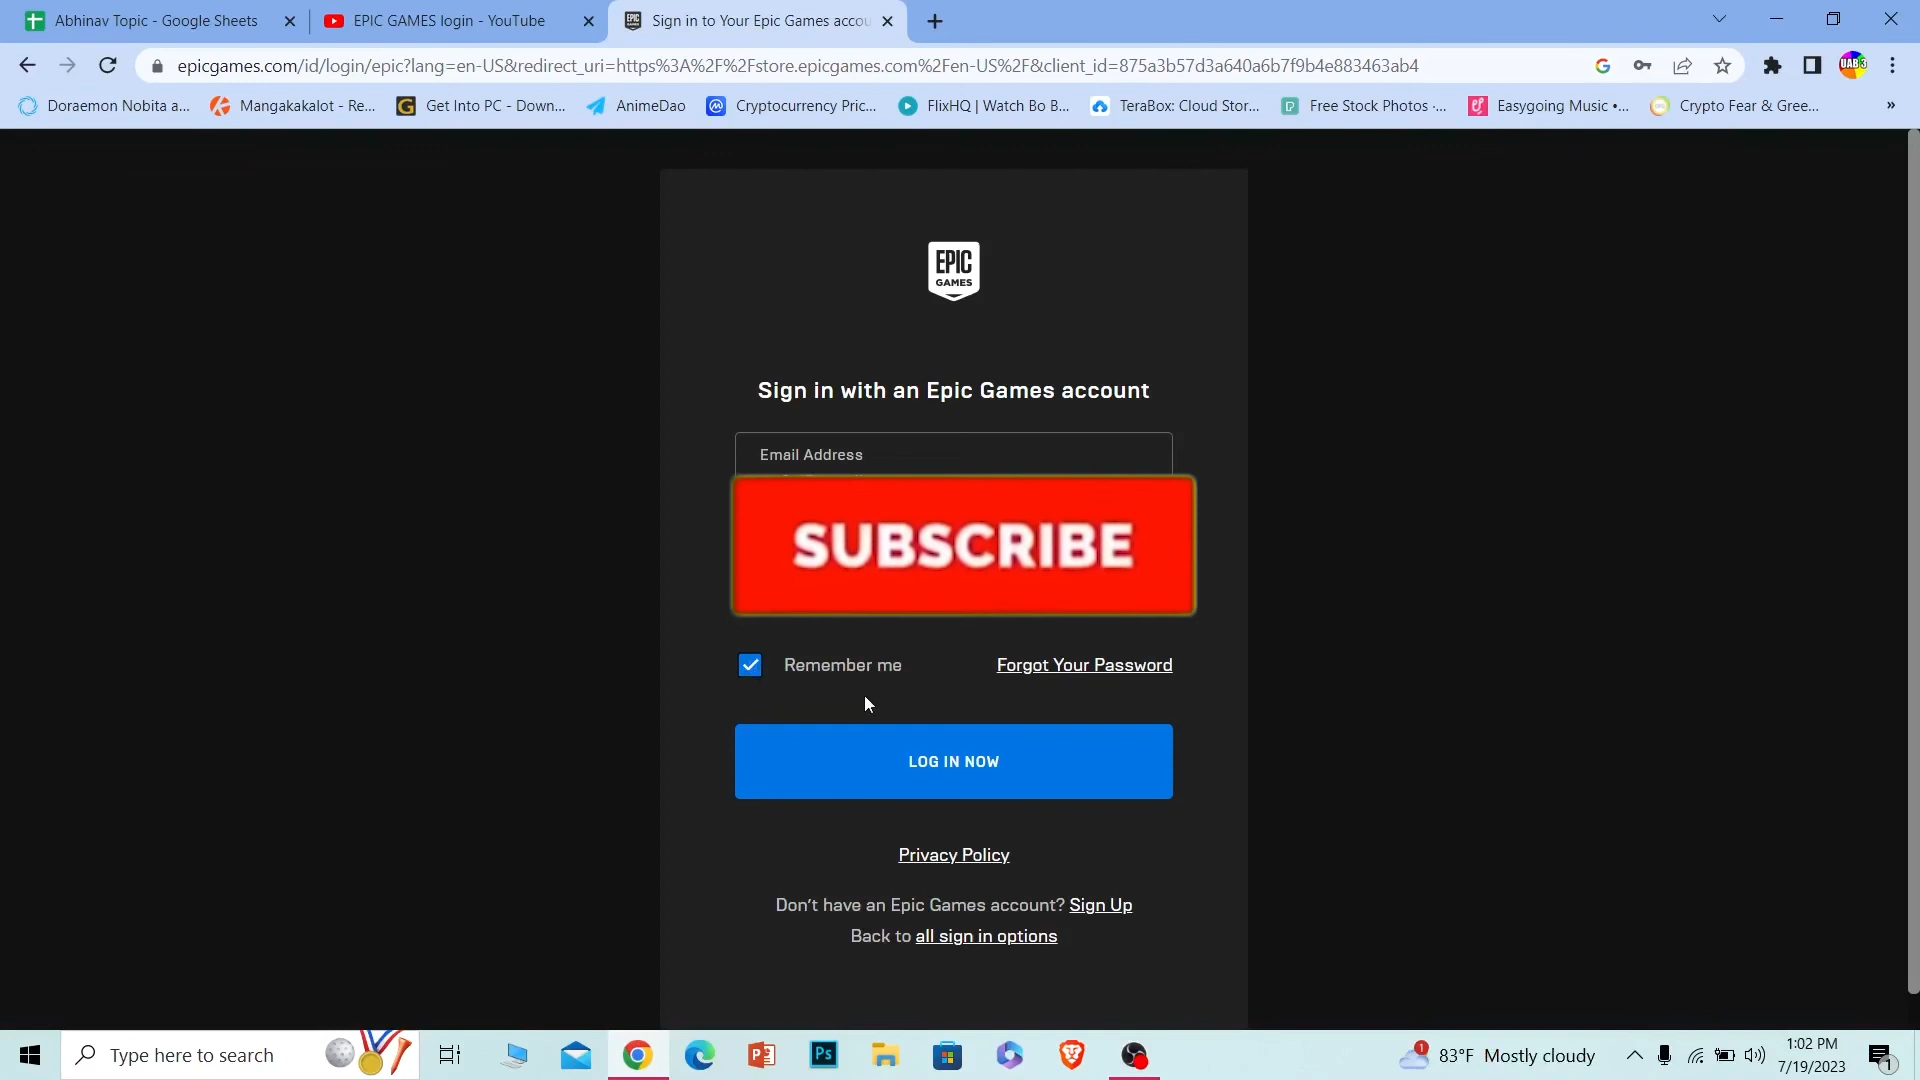 Abhinav Topic - Google Sheets
EPIC GAMES login - YouTube
Sign in to Your Epic Games accou
epicgames.com/id/login/epic?lang=en-US&redirect_uri=https%3A%2F%2Fstore.epicgames.com%2Fen-US%2F&client_id=875a3b57d3a640a6b7f9b4e883463ab4
UAB 3
Doraemon Nobita a...
Mangakakalot - Re...
Get Into PC - Down...
AnimeDao
Cryptocurrency Pric...
FlixHQ | Watch Bo B...
TeraBox: Cloud Stor...
Free Stock Photos ·...
Easygoing Music •...
Crypto Fear & Gree...
»
EPIC
GAMES
Sign in with an Epic Games account
Email Address
SUBSCRIBE
Remember me
Forgot Your Password
LOG IN NOW
Privacy Policy
Don't have an Epic Games account? Sign Up
Back to all sign in options
Type here to search
Ps
1
83°F Mostly cloudy
1:02 PM
7/19/2023
1